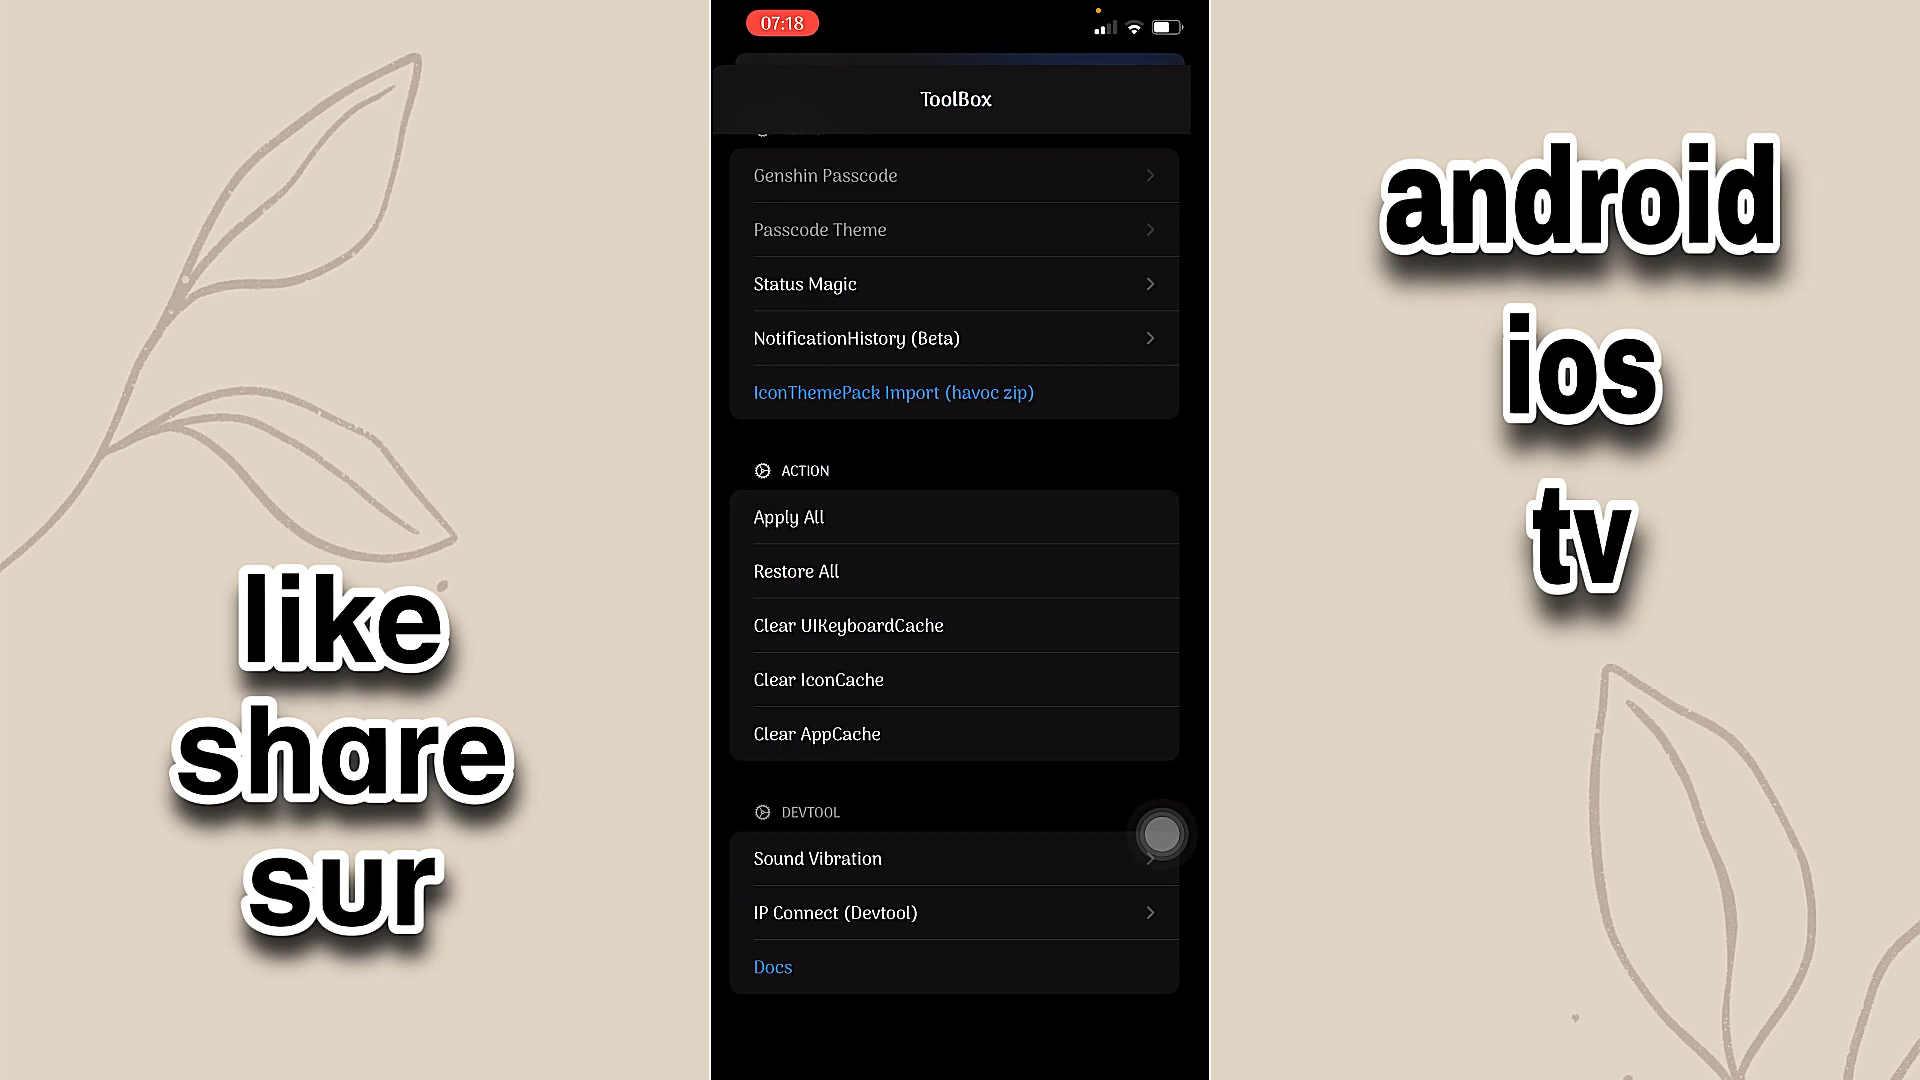 07:18
ToolBox
Genshin Passcode
Passcode Theme
Status Magic
NotificationHistory (Beta)
IconThemePack Import (havoc zip)
ACTION
Apply All
Restore All
Clear UIKeyboardCache
Clear IconCache
Clear AppCache
DEVTOOL
Sound Vibration
IP Connect (Devtool)
Docs
like
share
sur
android
ios
tv